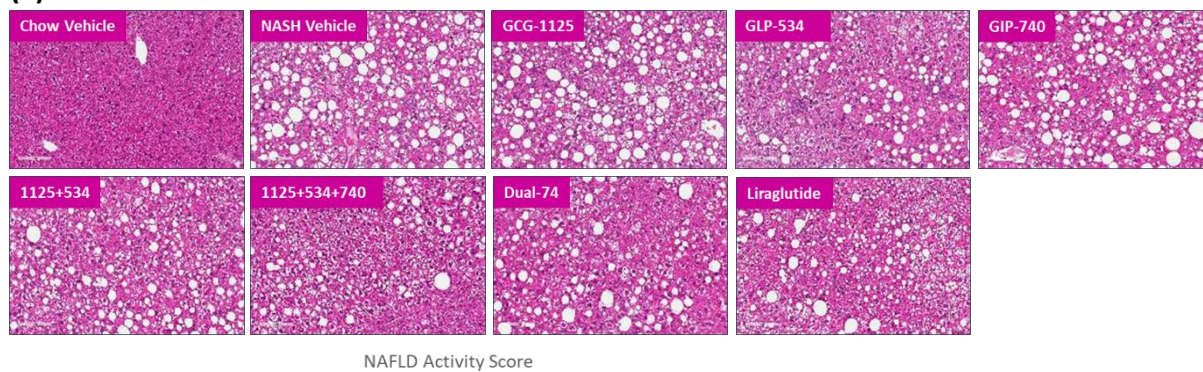 Chow Vehicle
NASH Vehicle
GCG-1125
GLP-534
GIP-740
1125+534
1125+534+740
Dual-74
Liraglutide
NAFLD Activity Score